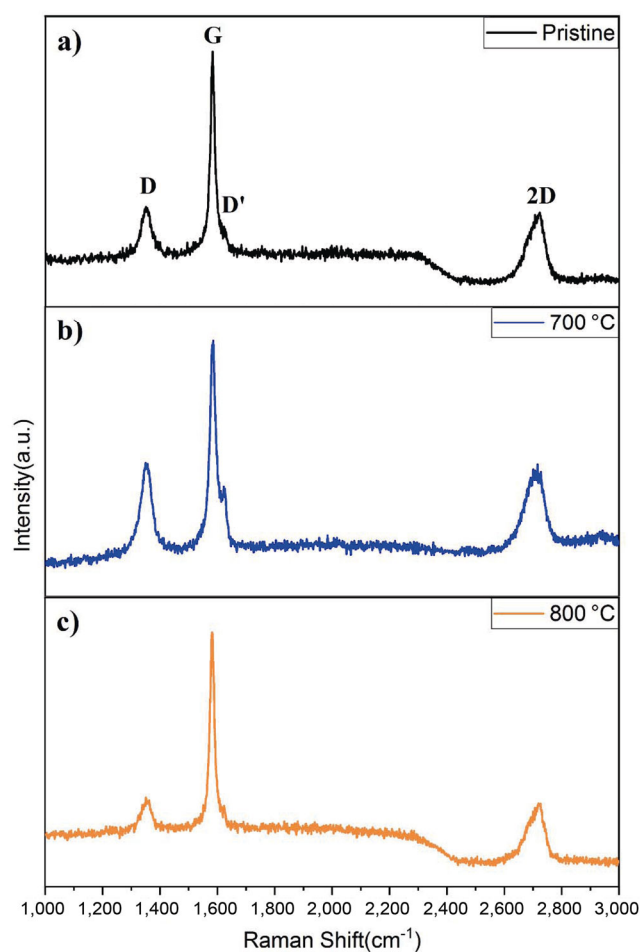 a)
Pristine
G
D
D'
2D
b)
700 °C
c)
800 °C
Intensity(a.u.)
1,000 1,200 1,400 1,600 1,800 2,000 2,200 2,400 2,600 2,800 3,000
Raman Shift(cm⁻¹)